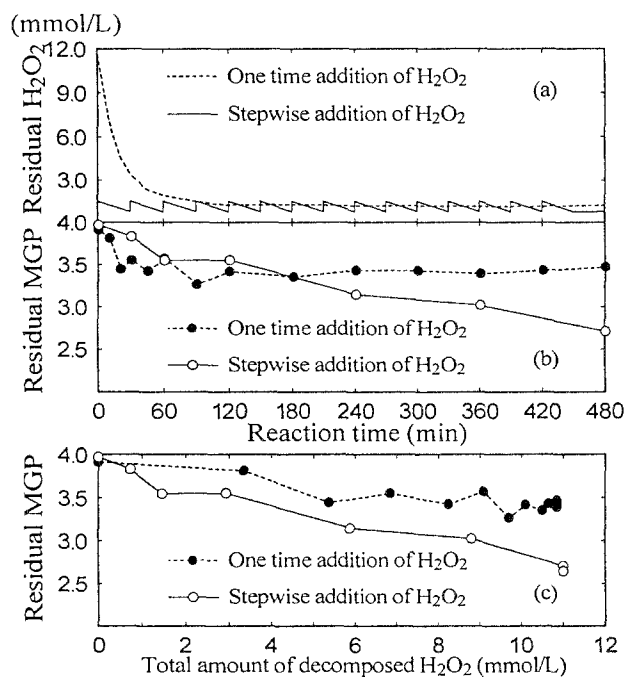 (mmol/L)
Residual H₂O₂
12.0
9.0
6.0
3.0
1.0
One time addition of H₂O₂
Stepwise addition of H₂O₂
(a)
Residual MGP
4.0
3.5
3.0
2.5
One time addition of H₂O₂
Stepwise addition of H₂O₂
(b)
0 60 120 180 240 300 360 420 480
Reaction time (min)
Residual MGP
4.0
3.5
3.0
2.5
One time addition of H₂O₂
Stepwise addition of H₂O₂
(c)
0 2 4 6 8 10 12
Total amount of decomposed H₂O₂ (mmol/L)